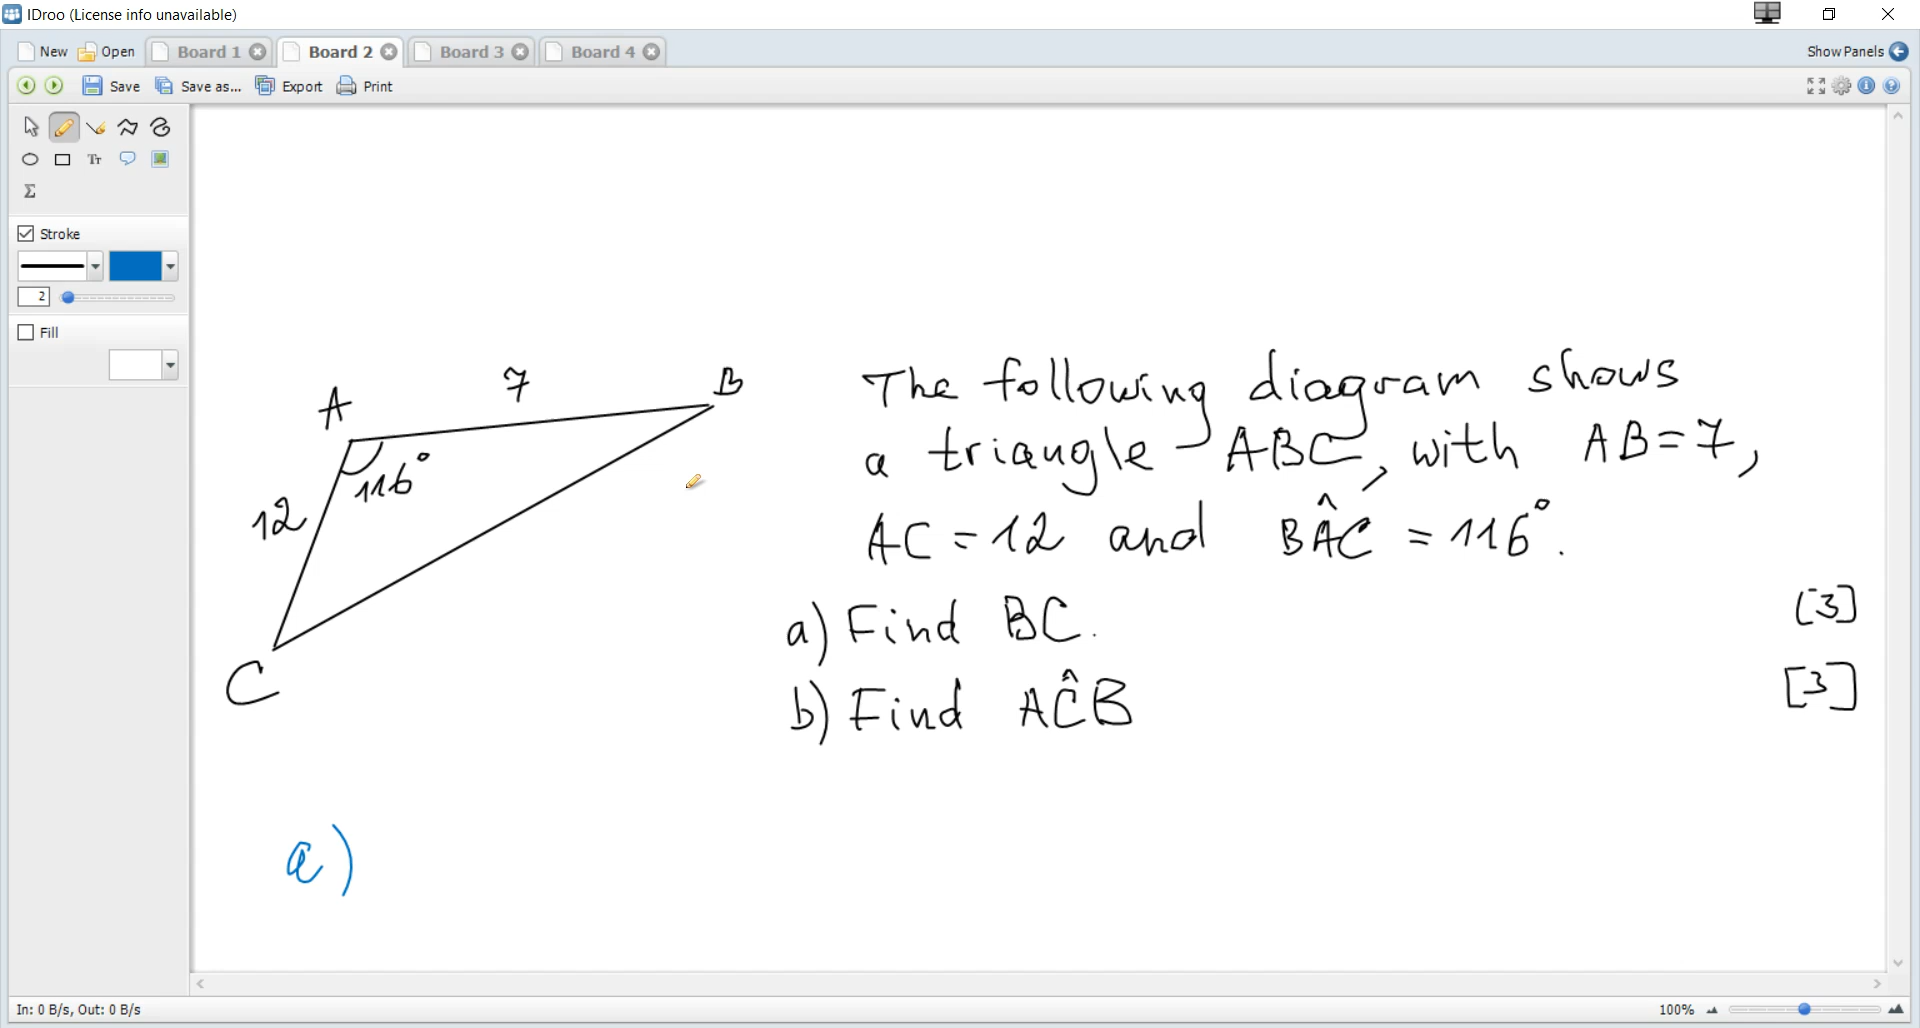 IDroo (License info unavailable)
New Open Board 1 Board 2 Board 3 Board 4 Show Panels
Save Save as... Export Print
Tт
Σ
Stroke
2
Fill
A 7 B
116°
12
C
The following diagram shows
a triangle ABC, with AB=7,
AC=12 and BÂC = 116°.
a) Find BC. [3]
b) Find AĈB [3]
a)
In: 0 B/s, Out: 0 B/s 100%